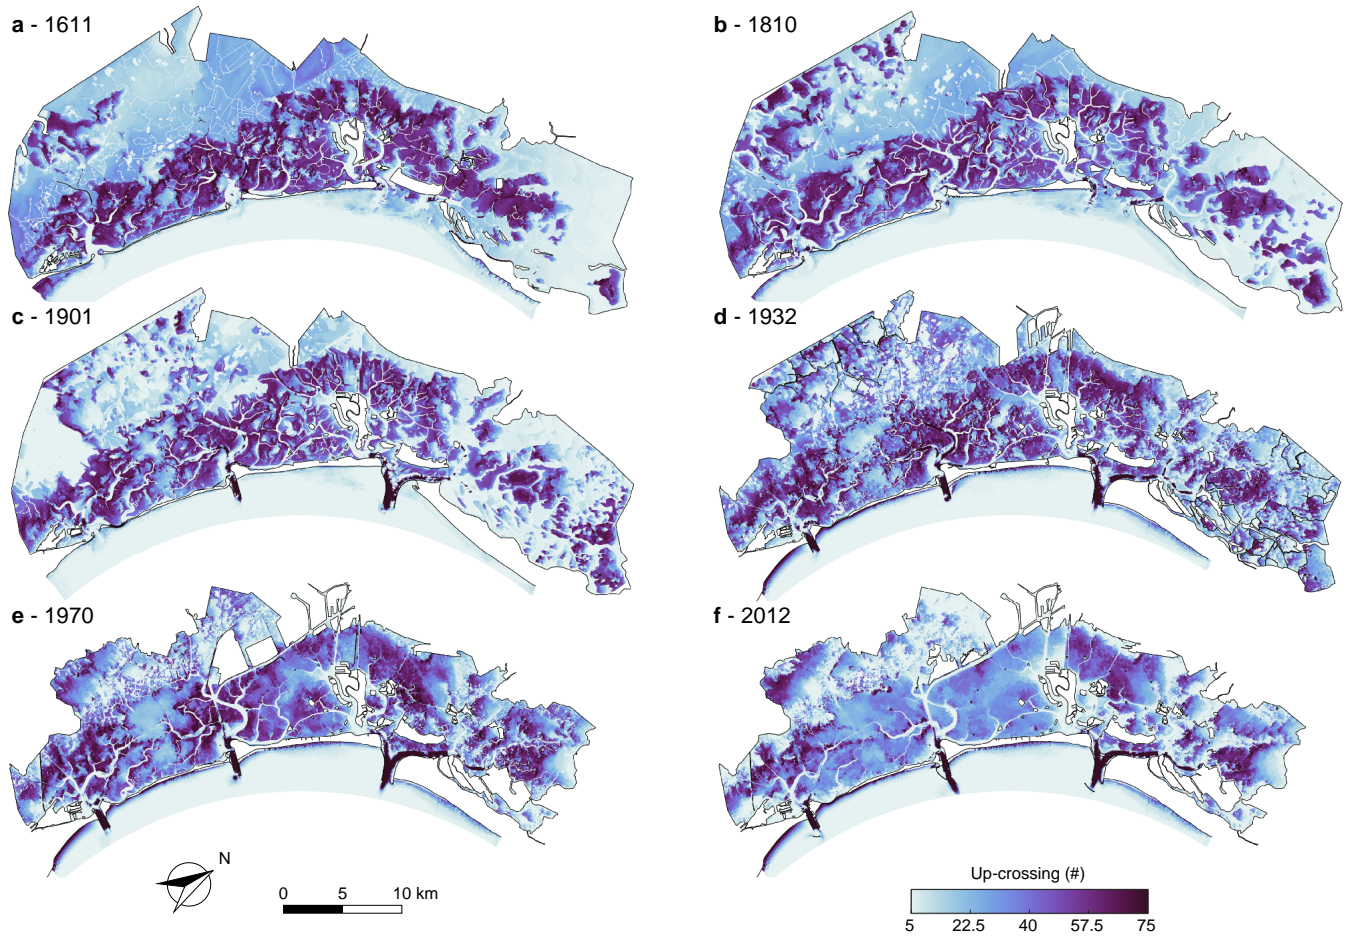 a - 1611
b - 1810
c - 1901
d - 1932
e - 1970
f - 2012
N
0 5 10 km
Up-crossing (#)
5 22.5 40 57.5 75